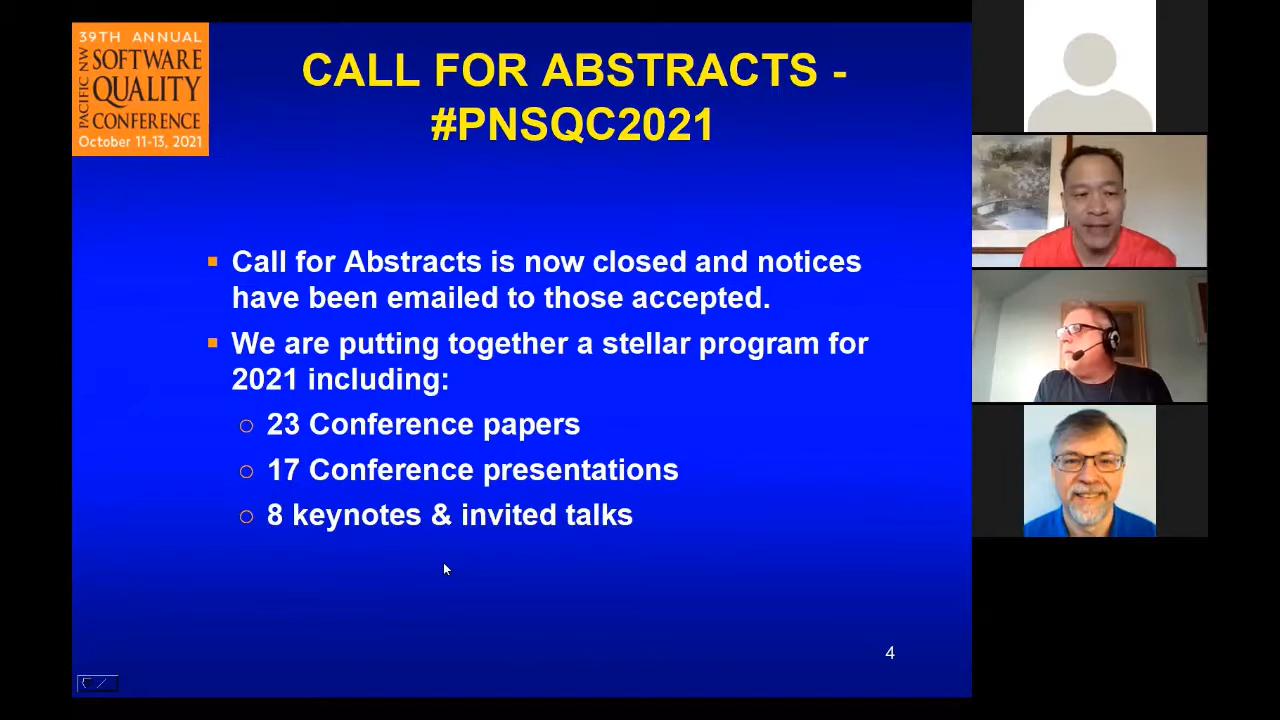 39TH ANNUAL
PACIFIC NW
SOFTWARE
QUALITY
CONFERENCE
October 11-13, 2021
CALL FOR ABSTRACTS -
#PNSQC2021
Call for Abstracts is now closed and notices
have been emailed to those accepted.
We are putting together a stellar program for
2021 including:
23 Conference papers
17 Conference presentations
8 keynotes & invited talks
4